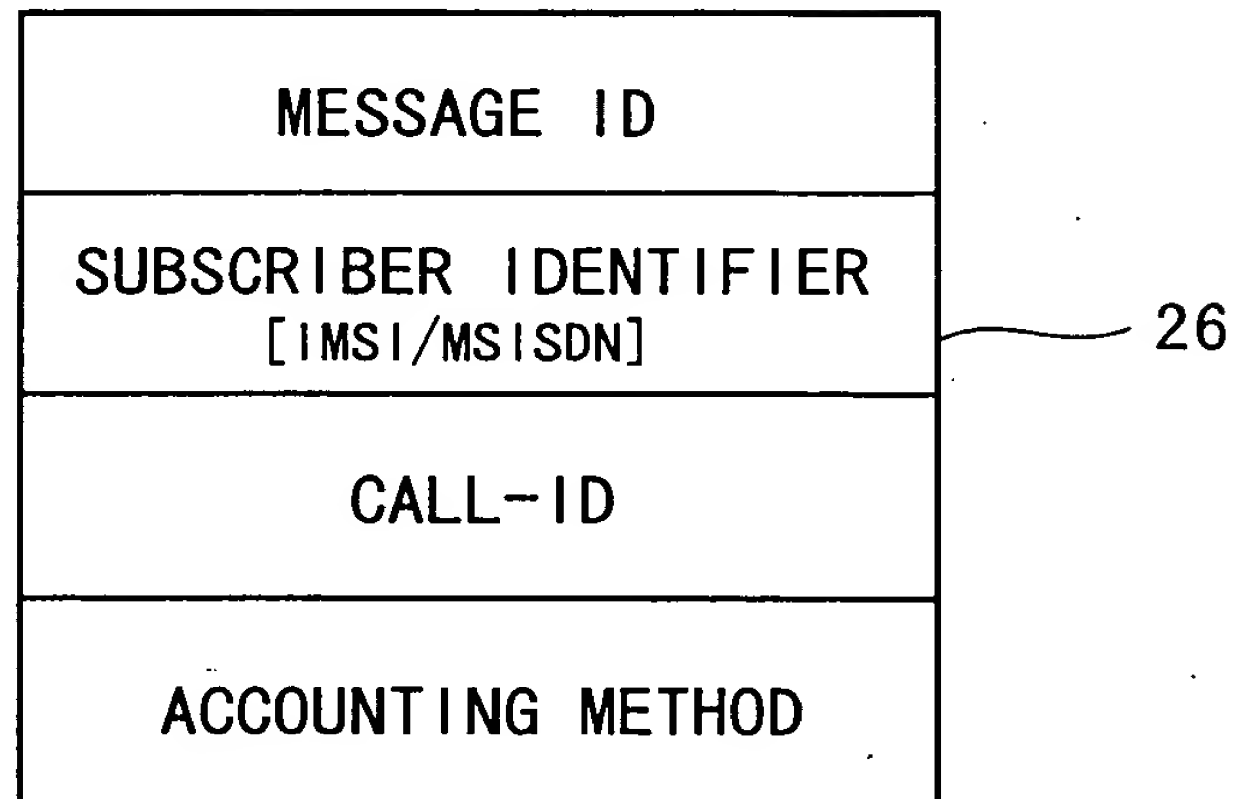 MESSAGE ID
SUBSCRIBER IDENTIFIER
[IMSI/MSISDN]
26
CALL-ID
ACCOUNTING METHOD